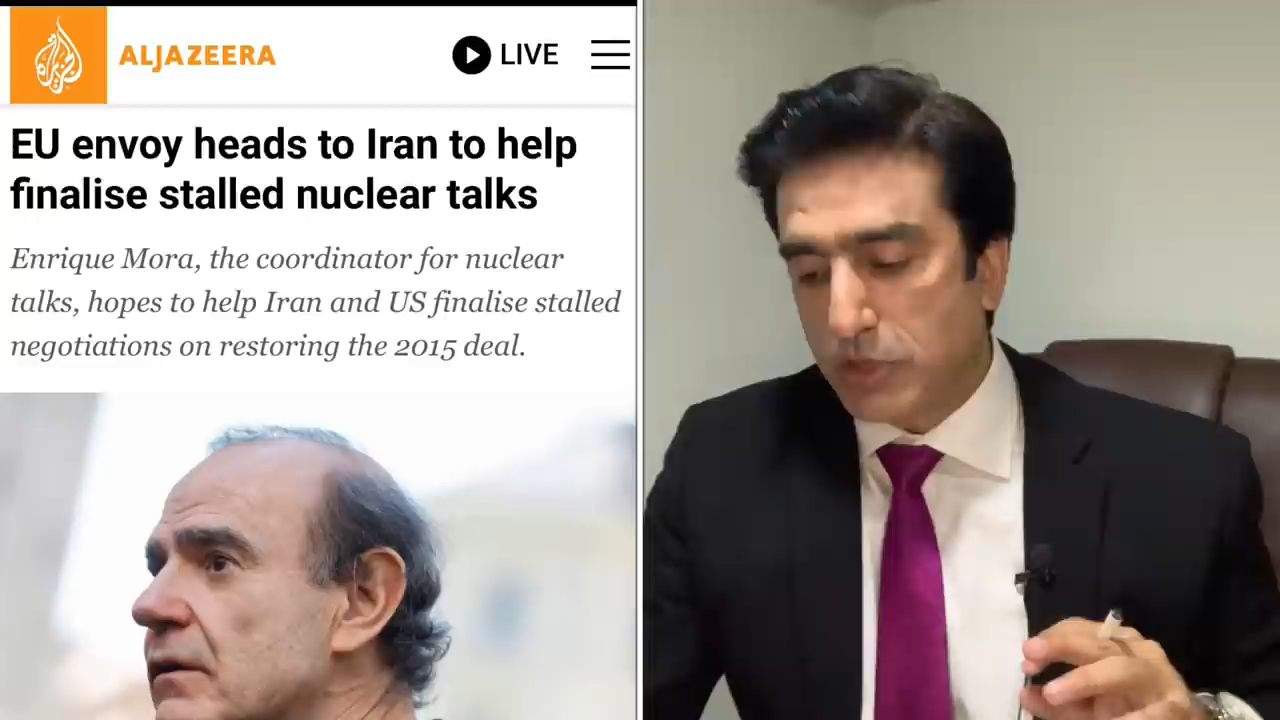 ALJAZEERA
LIVE
EU envoy heads to Iran to help
finalise stalled nuclear talks
Enrique Mora, the coordinator for nuclear
talks, hopes to help Iran and US finalise stalled
negotiations on restoring the 2015 deal.